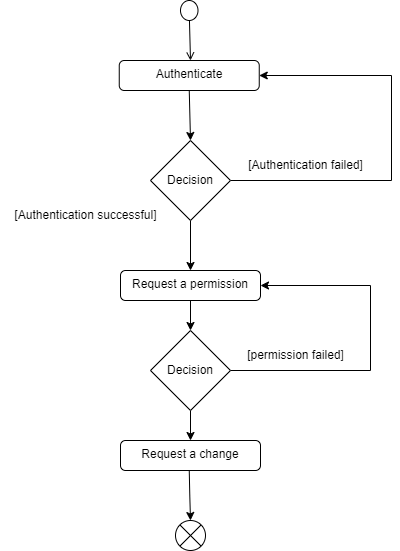 Authenticate
[Authentication failed]
Decision
[Authentication successful]
Request a permission
[permission failed]
Decision
Request a change